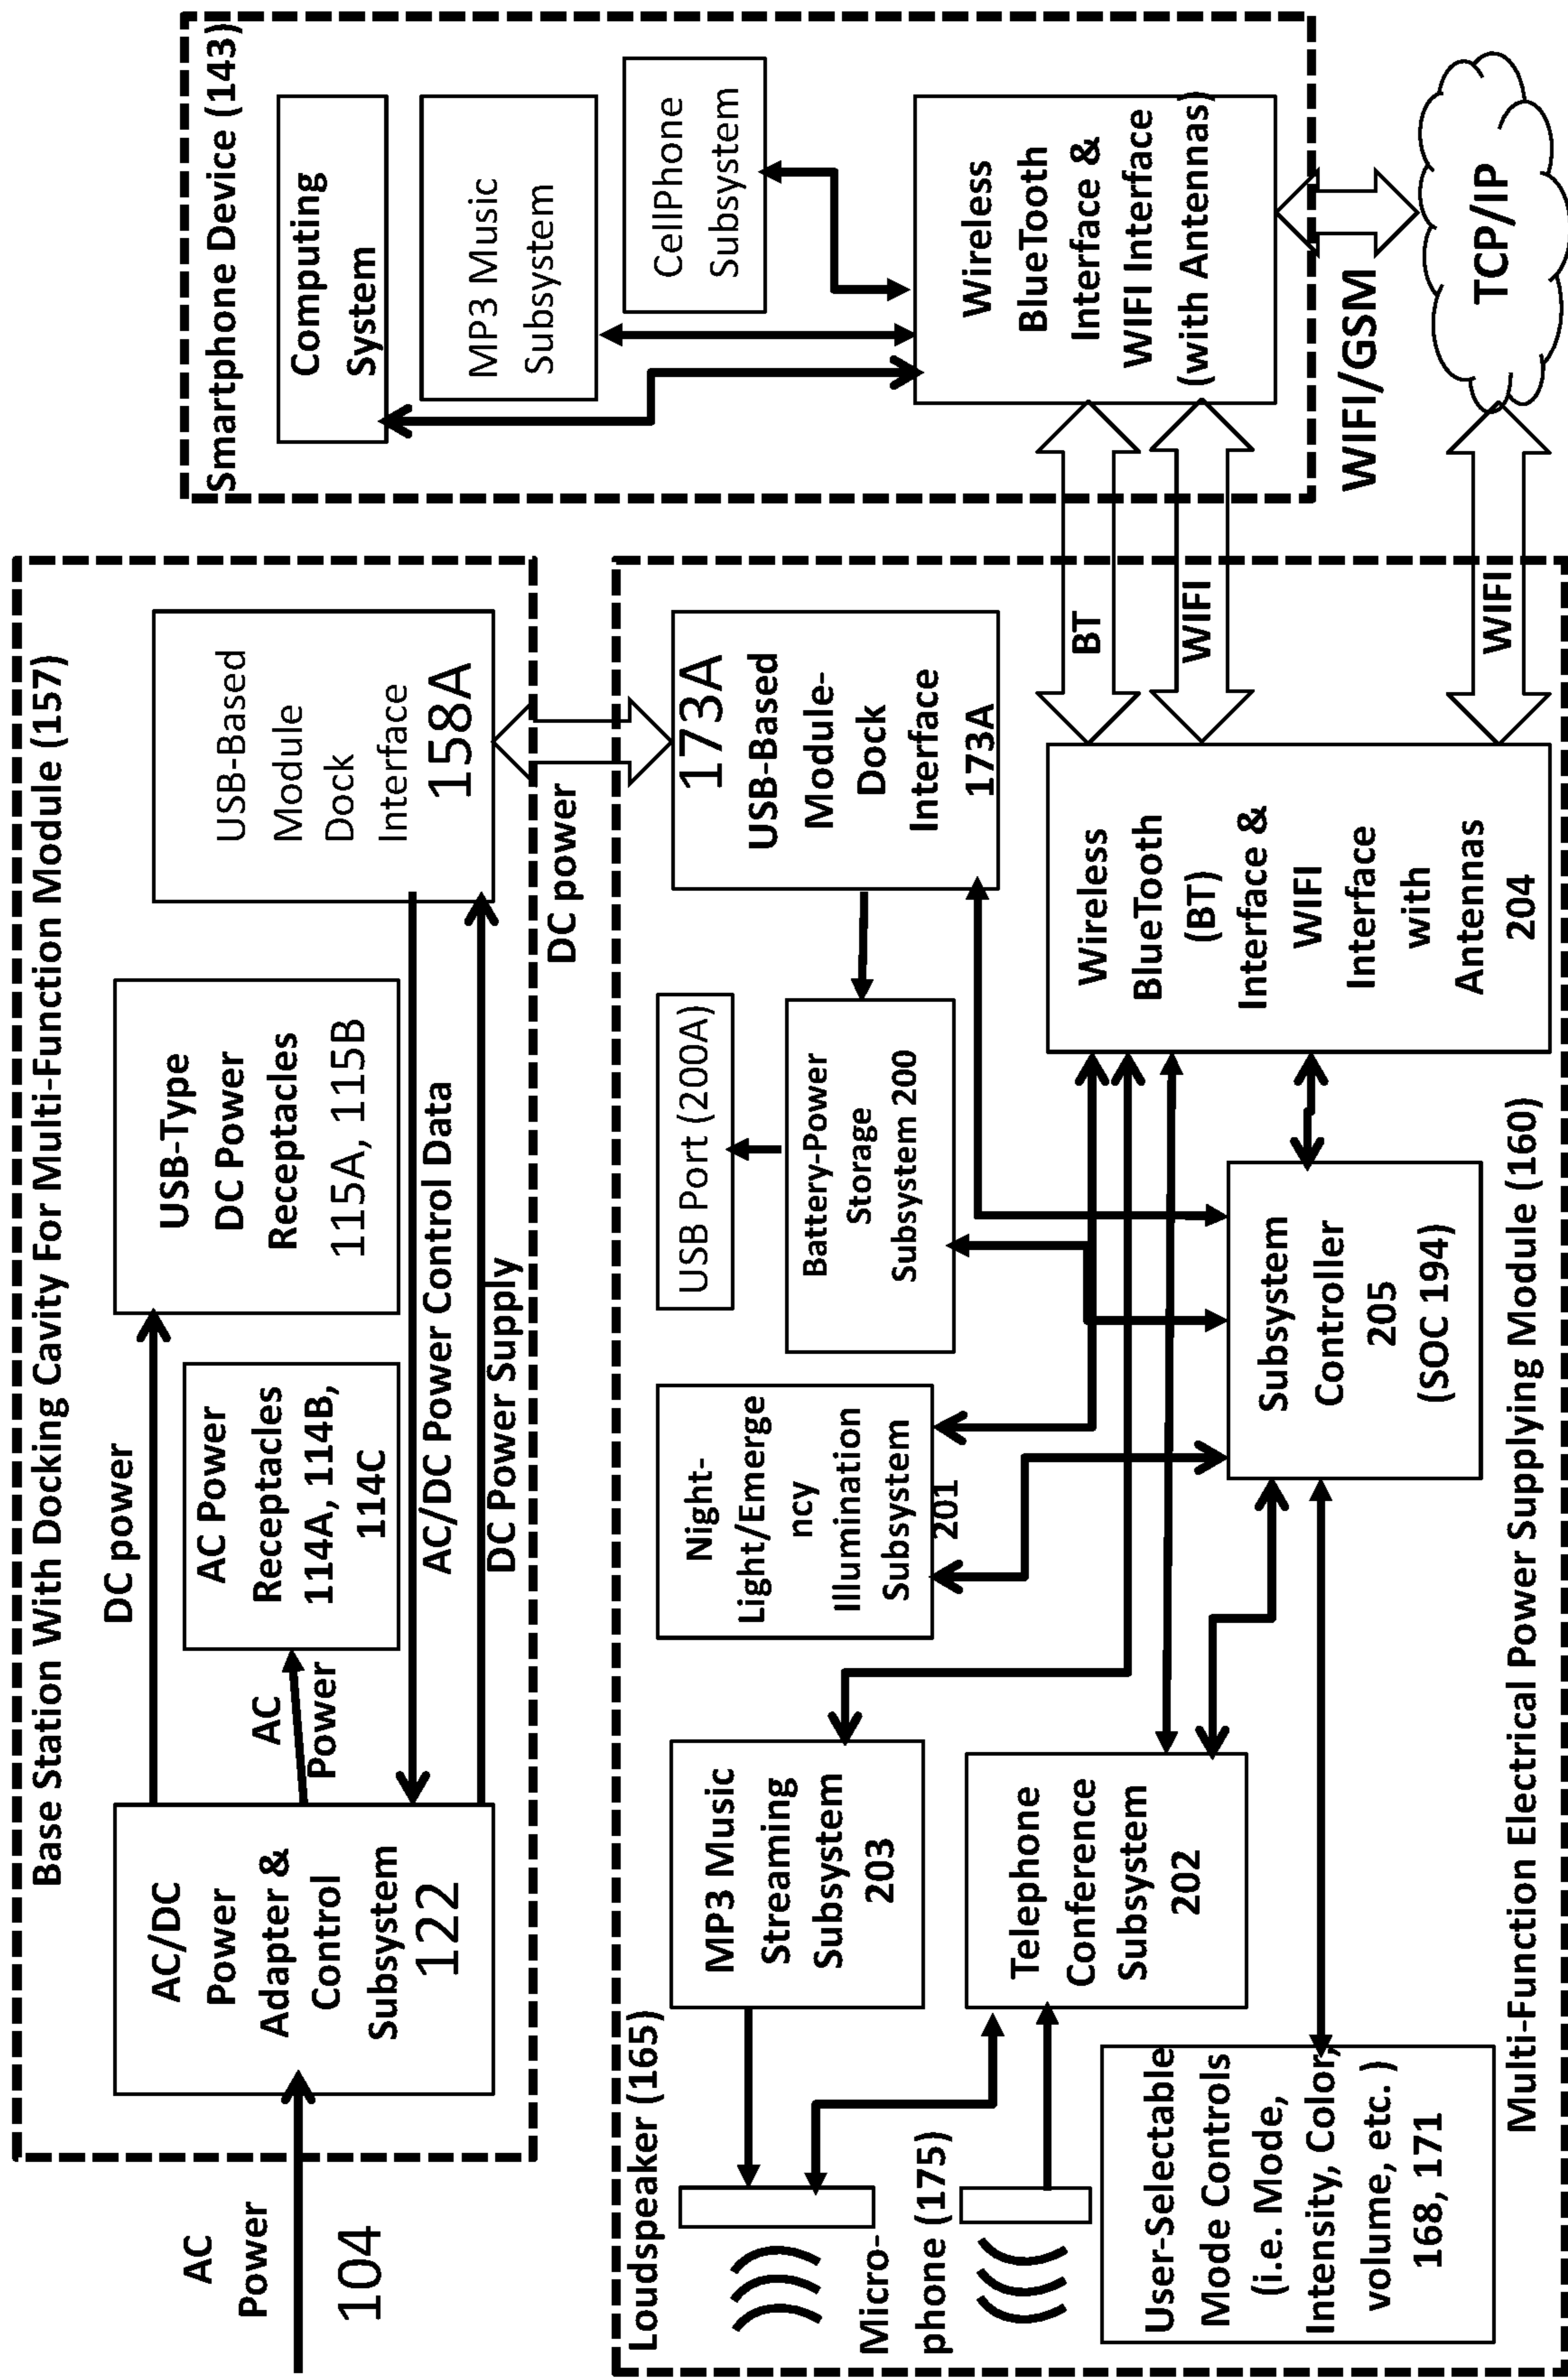 Base Station With Docking Cavity For Multi-Function Module (157)
AC
Power
104
AC/DC
Power
Adapter &
Control
Subsystem
122
DC power
AC
Power
AC Power
Receptacles
114A, 114B,
114C
USB-Type
DC Power
Receptacles
115A, 115B
AC/DC Power Control Data
DC Power Supply
USB-Based
Module
Dock
Interface
158A
DC power
Loudspeaker (165)
Micro-
phone (175)
MP3 Music
Streaming
Subsystem
203
Telephone
Conference
Subsystem
202
User-Selectable
Mode Controls
(i.e. Mode,
Intensity, Color,
volume, etc. )
168, 171
Night-
Light/Emerge
ncy
Illumination
Subsystem
201
USB Port (200A)
Battery-Power
Storage
Subsystem 200
173A
USB-Based
Module-
Dock
Interface
173A
Subsystem
Controller
205
(SOC 194)
Wireless
BlueTooth
(BT)
Interface &
WIFI
Interface
with
Antennas
204
Multi-Function Electrical Power Supplying Module (160)
BT
WIFI
WIFI
Smartphone Device (143)
Computing
System
MP3 Music
Subsystem
CellPhone
Subsystem
Wireless
BlueTooth
Interface &
WIFI Interface
(with Antennas)
WIFI/GSM
TCP/IP